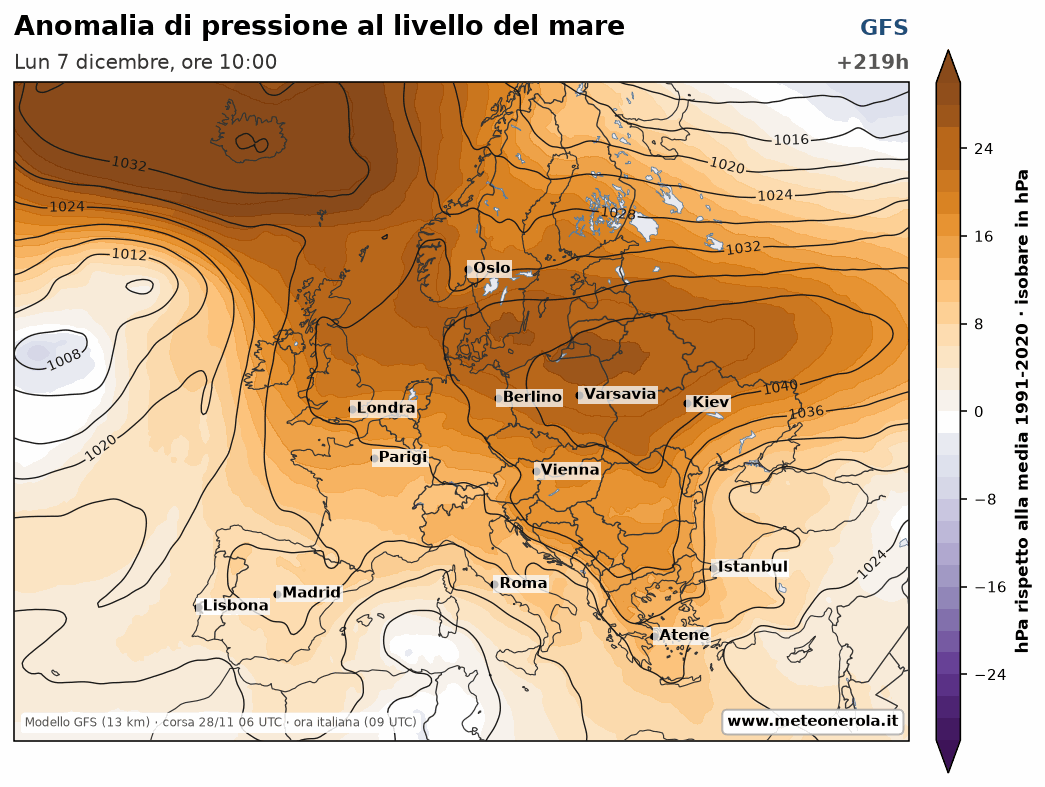 Anomalia di pressione al livello del mare
GFS
Lun 7 dicembre, ore 10:00
+219h
1016
1032
1020
1024
1024
1028
1012
1032
Oslo
1008
1040
Berlino
Varsavia
Kiev
Londra
1036
1020
Parigi
Vienna
1024
Istanbul
Roma
Madrid
Lisbona
Atene
Modello GFS (13 km) · corsa 28/11 06 UTC · ora italiana (09 UTC)
www.meteonerola.it
24
16
8
0
−8
−16
−24
hPa rispetto alla media 1991-2020 · isobare in hPa